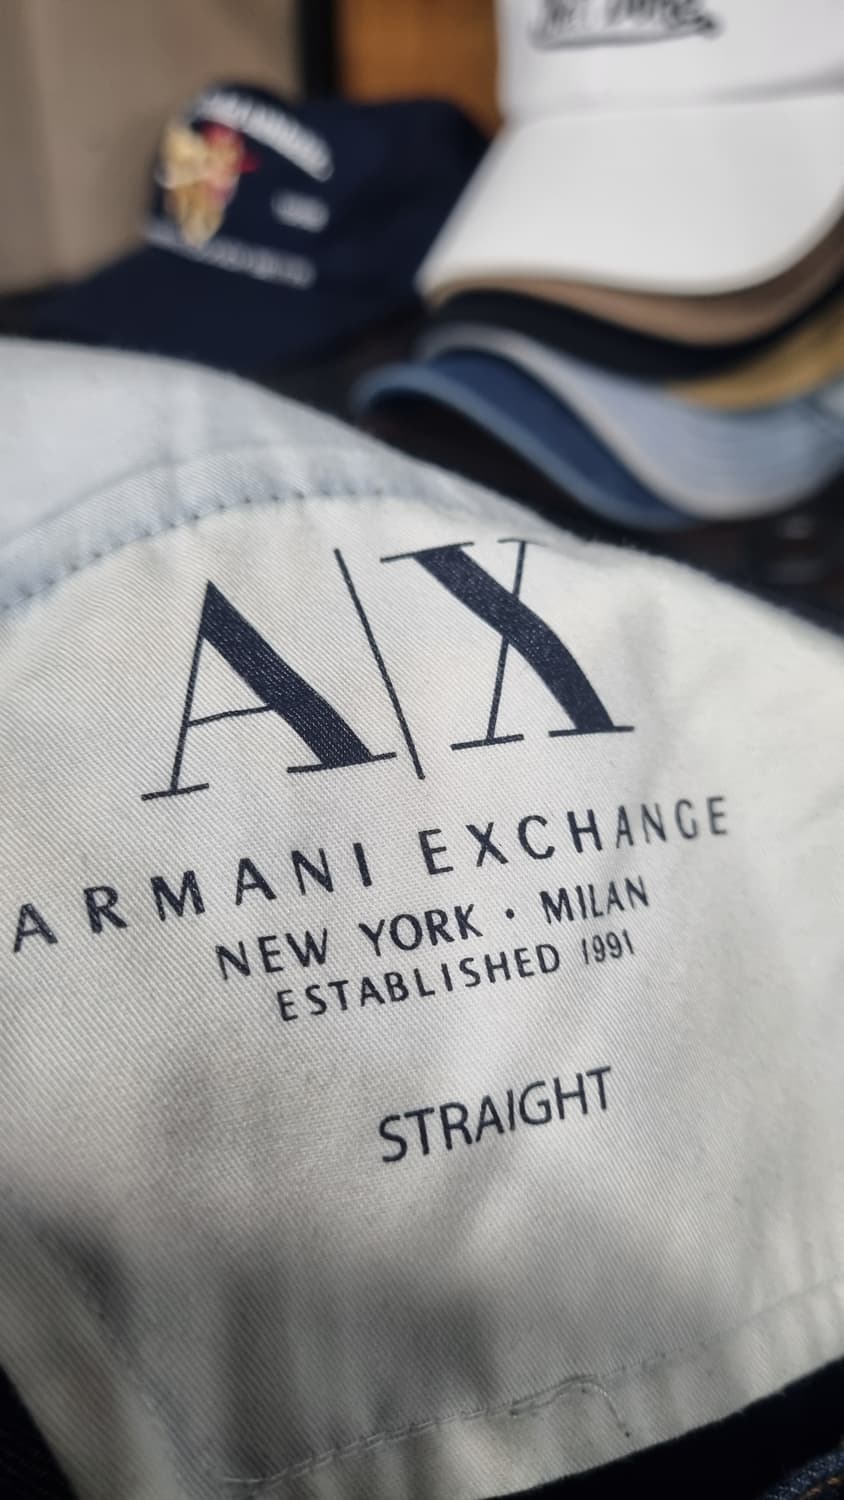 A|X
ARMANI EXCHANGE
NEW YORK · MILAN
ESTABLISHED 1991
STRAIGHT